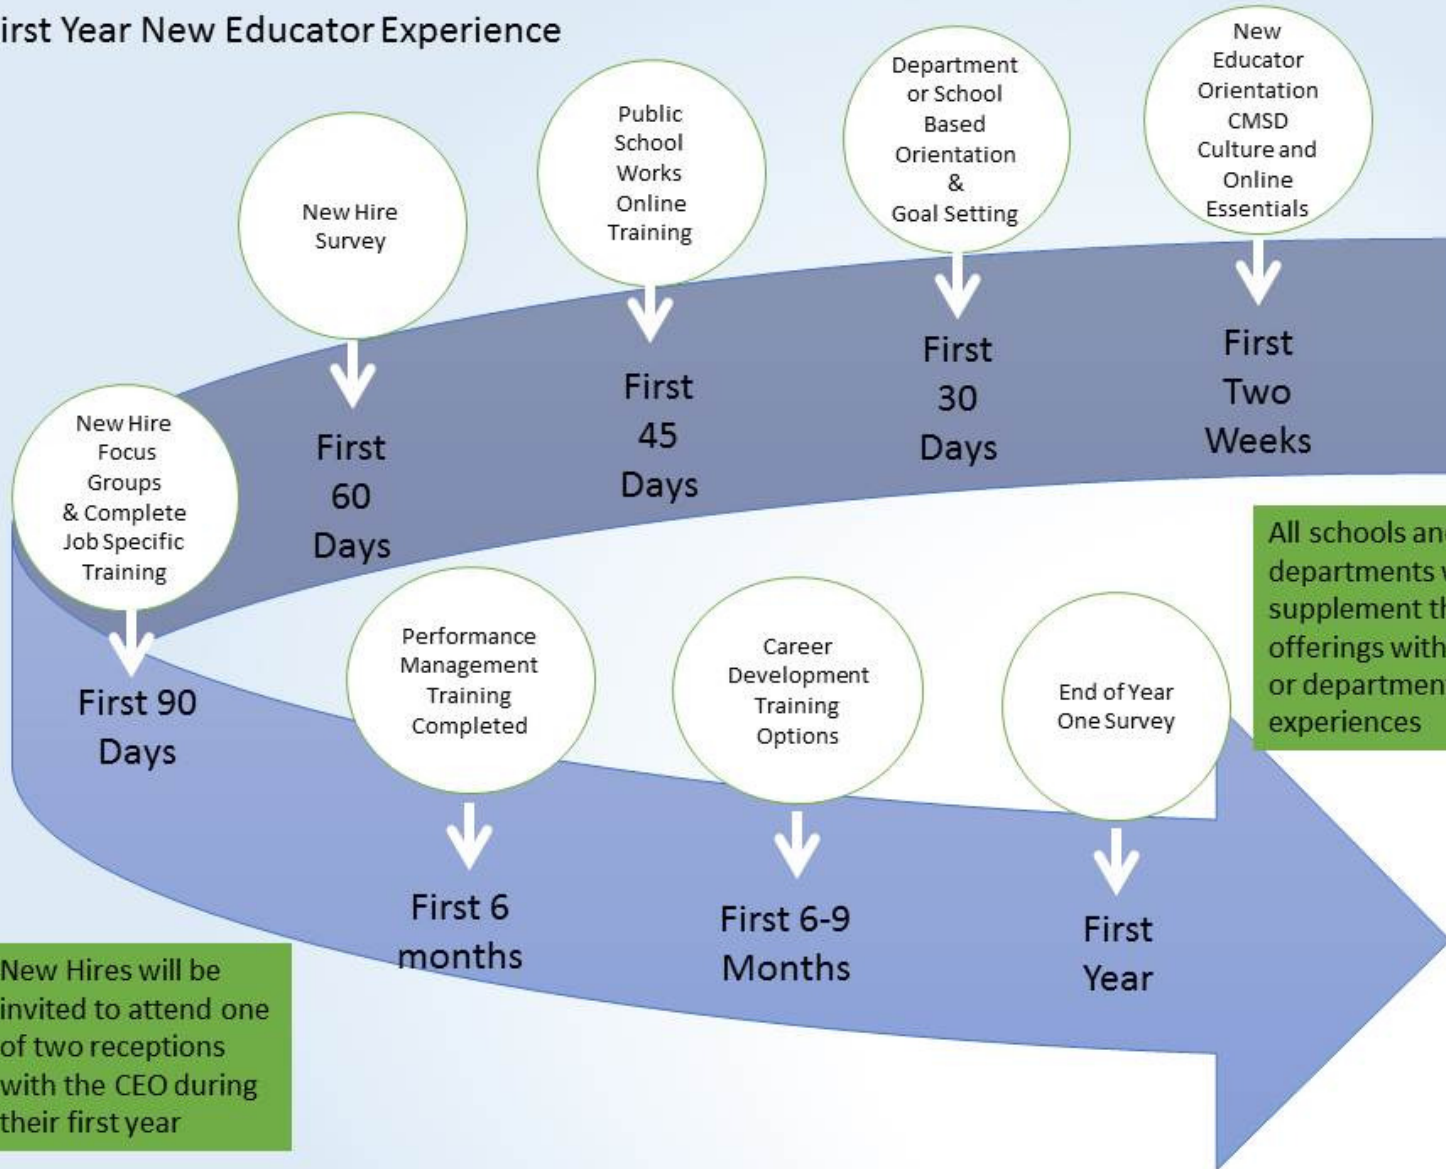 irst Year New Educator Experience
New
Educator
Orientation
CMSD
Culture and
Online
Essentials
First
Two
Weeks
Department
or School
Based
Orientation
&
Goal Setting
First
30
Days
Public
School
Works
Online
Training
First
45
Days
New Hire
Survey
First
60
Days
New Hire
Focus
Groups
& Complete
Job Specific
Training
First 90
Days
Performance
Management
Training
Completed
First 6
months
Career
Development
Training
Options
First 6-9
Months
End of Year
One Survey
First
Year
All schools
departments
supplement
offerings with
or department
experiences
New Hires will be
invited to attend one
of two receptions
with the CEO during
their first year